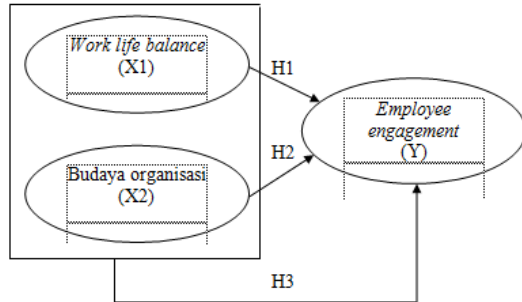 Work life balance
(X1)
H1
Employee
engagement
(Y)
H2
Budaya organisasi
(X2)
H3